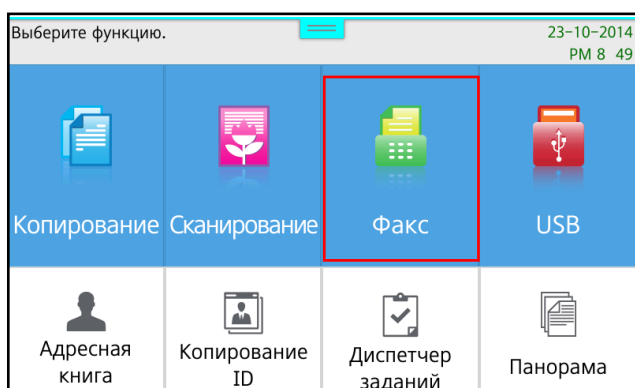 Выберите функцию.
23-10-2014
PM 8 49
Копирование
Сканирование
Факс
USB
Адресная
книга
Копирование
ID
Диспетчер
заданий
Панорама